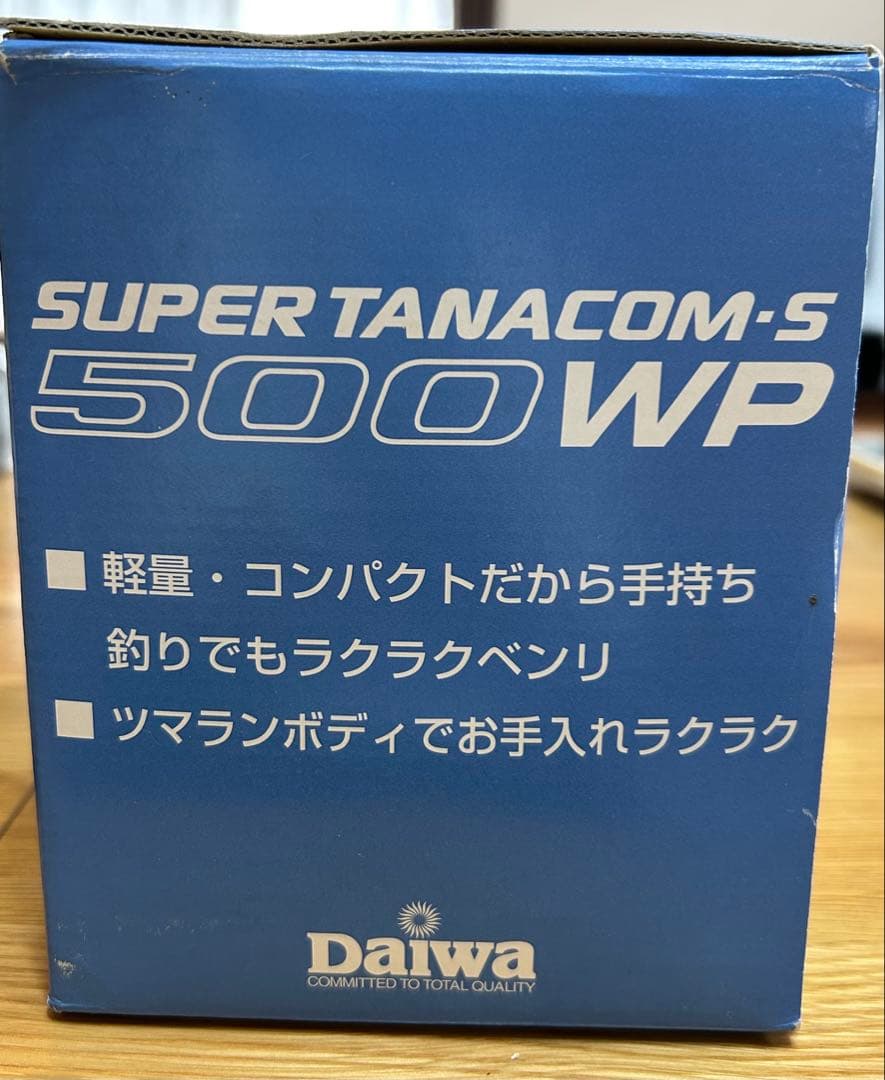 SUPER TANACOM-S
500WP
■ 軽量・コンパクトだから手持ち
釣りでもラクラクベンリ
■ ツマランボディでお手入れラクラク
Daiwa
COMMITTED TO TOTAL QUALITY